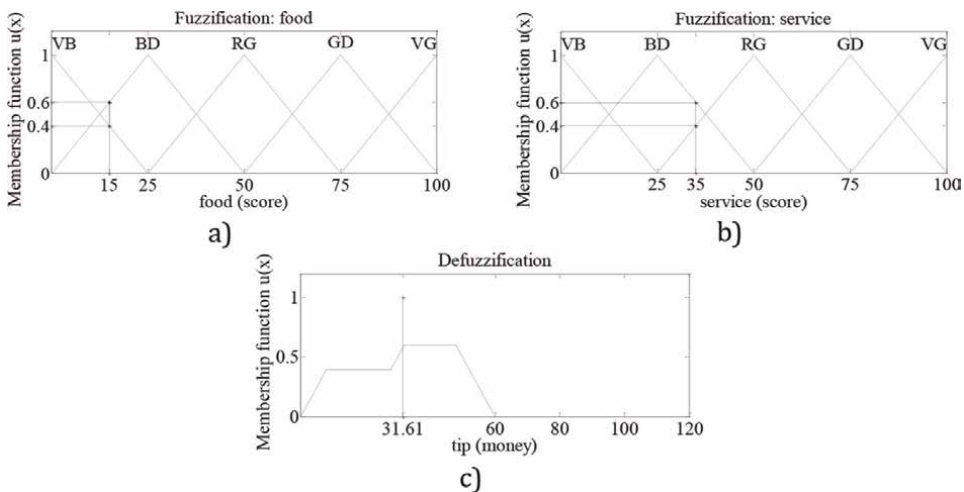 Fuzzification: food
Membership function u(x)
VB BD RG GD VG
1
0.6
0.4
0
15 25 50 75 100
food (score)
a)
Fuzzification: service
Membership function u(x)
VB BD RG GD VG
1
0.6
0.4
0
25 35 50 75 100
service (score)
b)
Defuzzification
Membership function u(x)
1
0.5
0
31.61 60 80 100 120
tip (money)
c)